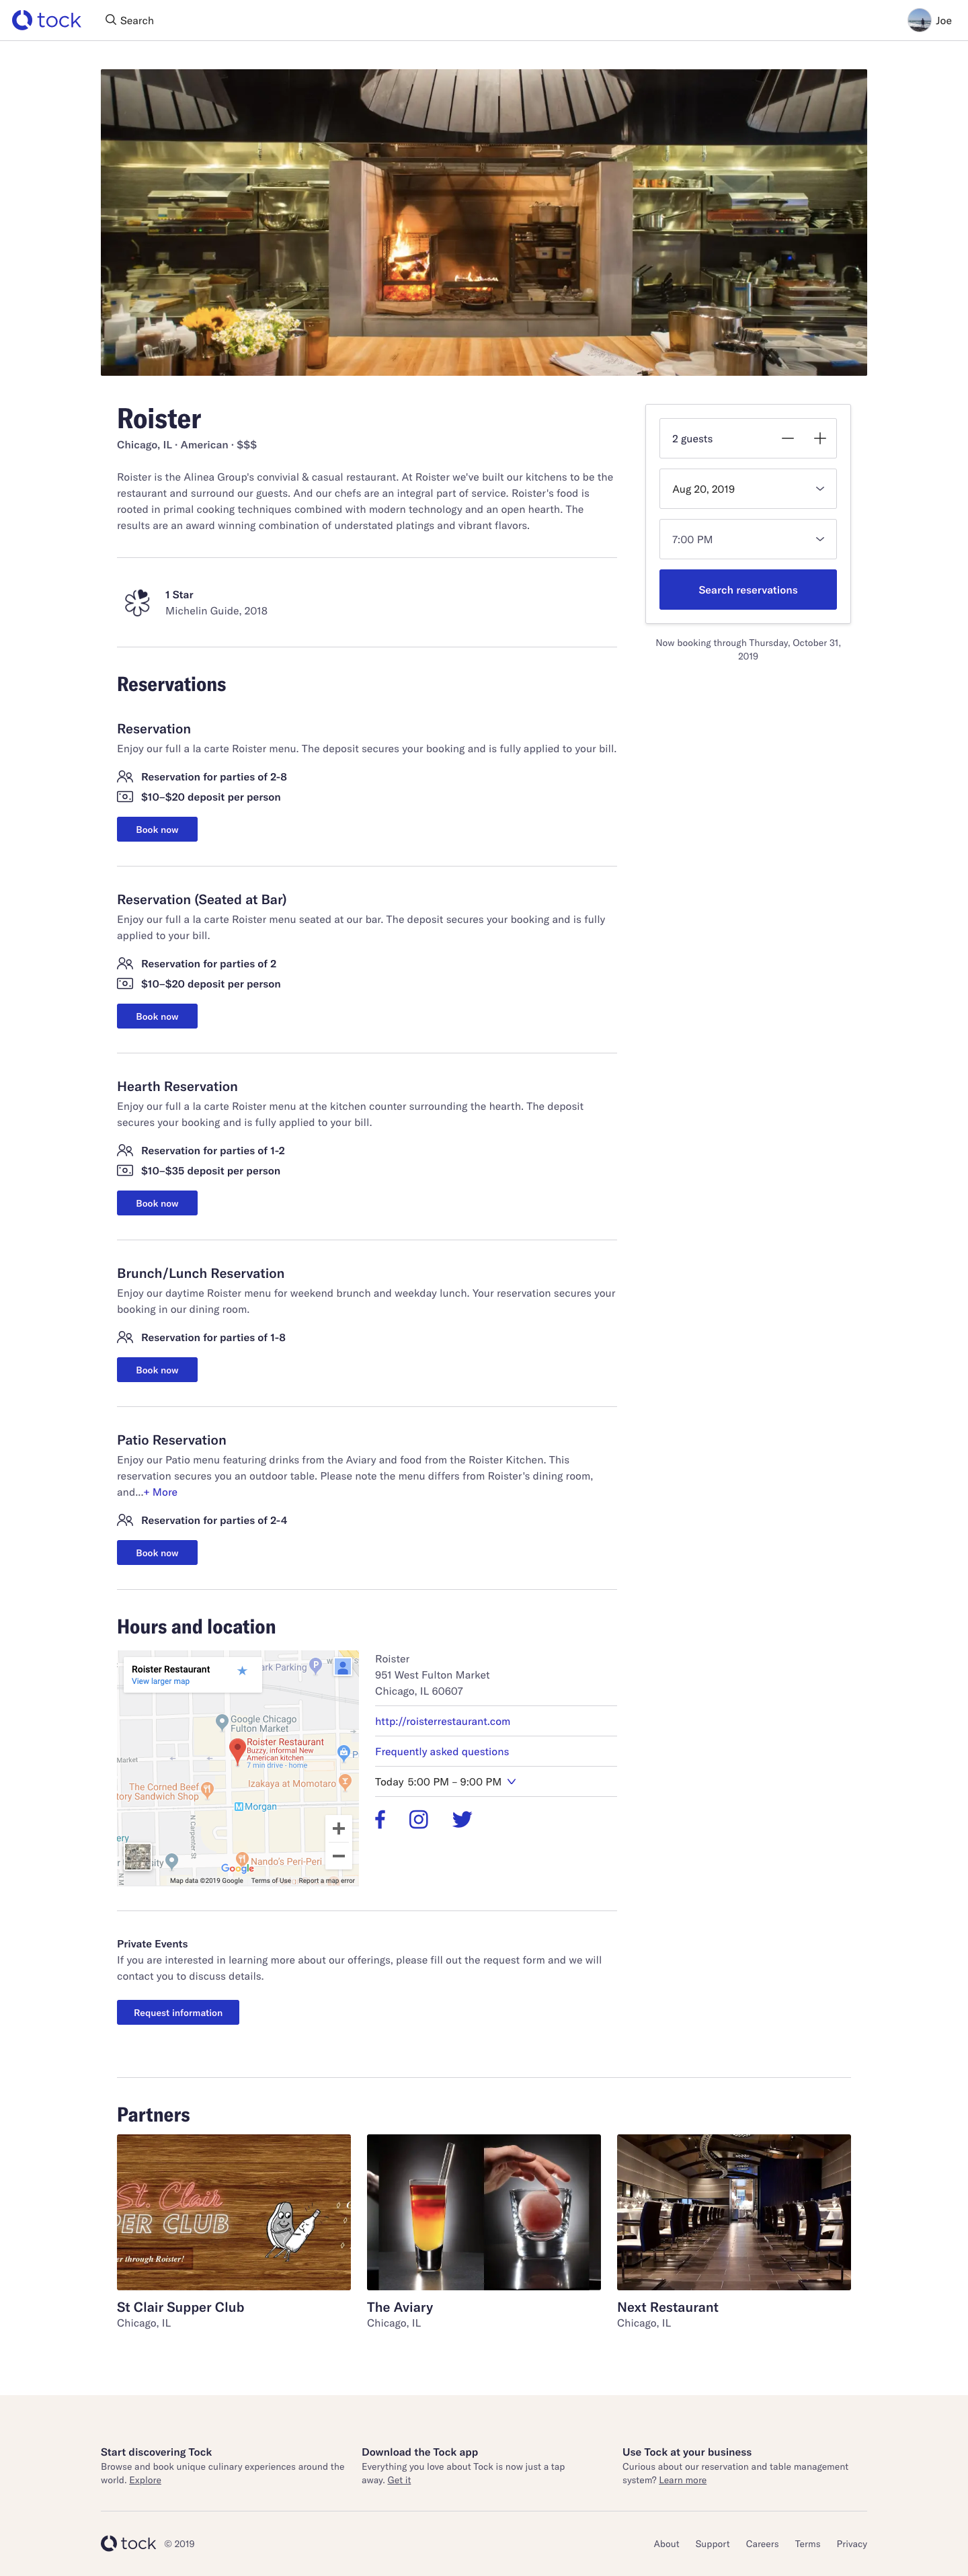 tock
Search
Joe
Roister
Chicago, IL · American · $$$
Roister is the Alinea Group's convivial & casual restaurant. At Roister we've built our kitchens to be the
restaurant and surround our guests. And our chefs are an integral part of service. Roister's food is
rooted in primal cooking techniques combined with modern technology and an open hearth. The
results are an award winning combination of understated platings and vibrant flavors.
2 guests
Aug 20, 2019
7:00 PM
Search reservations
Now booking through Thursday, October 31,
2019
1 Star
Michelin Guide, 2018
Reservations
Reservation
Enjoy our full a la carte Roister menu. The deposit secures your booking and is fully applied to your bill.
Reservation for parties of 2-8
$10–$20 deposit per person
Book now
Reservation (Seated at Bar)
Enjoy our full a la carte Roister menu seated at our bar. The deposit secures your booking and is fully
applied to your bill.
Reservation for parties of 2
$10–$20 deposit per person
Book now
Hearth Reservation
Enjoy our full a la carte Roister menu at the kitchen counter surrounding the hearth. The deposit
secures your booking and is fully applied to your bill.
Reservation for parties of 1-2
$10–$35 deposit per person
Book now
Brunch/Lunch Reservation
Enjoy our daytime Roister menu for weekend brunch and weekday lunch. Your reservation secures your
booking in our dining room.
Reservation for parties of 1-8
Book now
Patio Reservation
Enjoy our Patio menu featuring drinks from the Aviary and food from the Roister Kitchen. This
reservation secures you an outdoor table. Please note the menu differs from Roister's dining room,
and...+ More
Reservation for parties of 2-4
Book now
Hours and location
Roister Restaurant
View larger map
ark Parking
P
W
Google Chicago
Fulton Market
Roister Restaurant
Buzzy, informal New
American kitchen
7 min drive · home
Market
P
Izakaya at Momotaro
The Corned Beef
tory Sandwich Shop
M Morgan
N Carpenter St
ery
ity
N M
Nando's Peri-Peri
Google
Map data ©2019 Google
Terms of Use
Report a map error
Roister
951 West Fulton Market
Chicago, IL 60607
http://roisterrestaurant.com
Frequently asked questions
Today 5:00 PM – 9:00 PM
Private Events
If you are interested in learning more about our offerings, please fill out the request form and we will
contact you to discuss details.
Request information
Partners
St. Clair
PER CLUB
er through Roister!
St Clair Supper Club
Chicago, IL
The Aviary
Chicago, IL
Next Restaurant
Chicago, IL
Start discovering Tock
Browse and book unique culinary experiences around the
world. Explore
Download the Tock app
Everything you love about Tock is now just a tap
away. Get it
Use Tock at your business
Curious about our reservation and table management
system? Learn more
tock © 2019
About
Support
Careers
Terms
Privacy